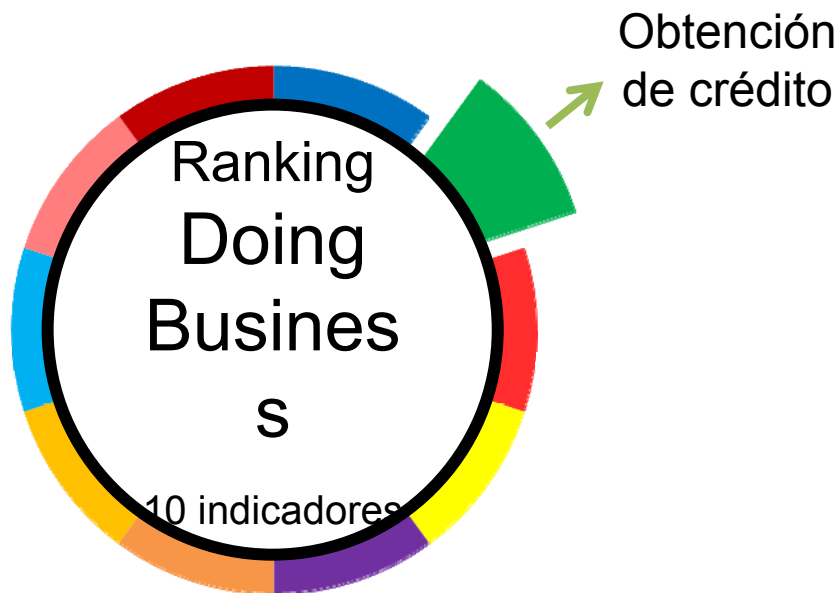 Obtención
de crédito
Ranking
Doing
Busines
s
10 indicadores